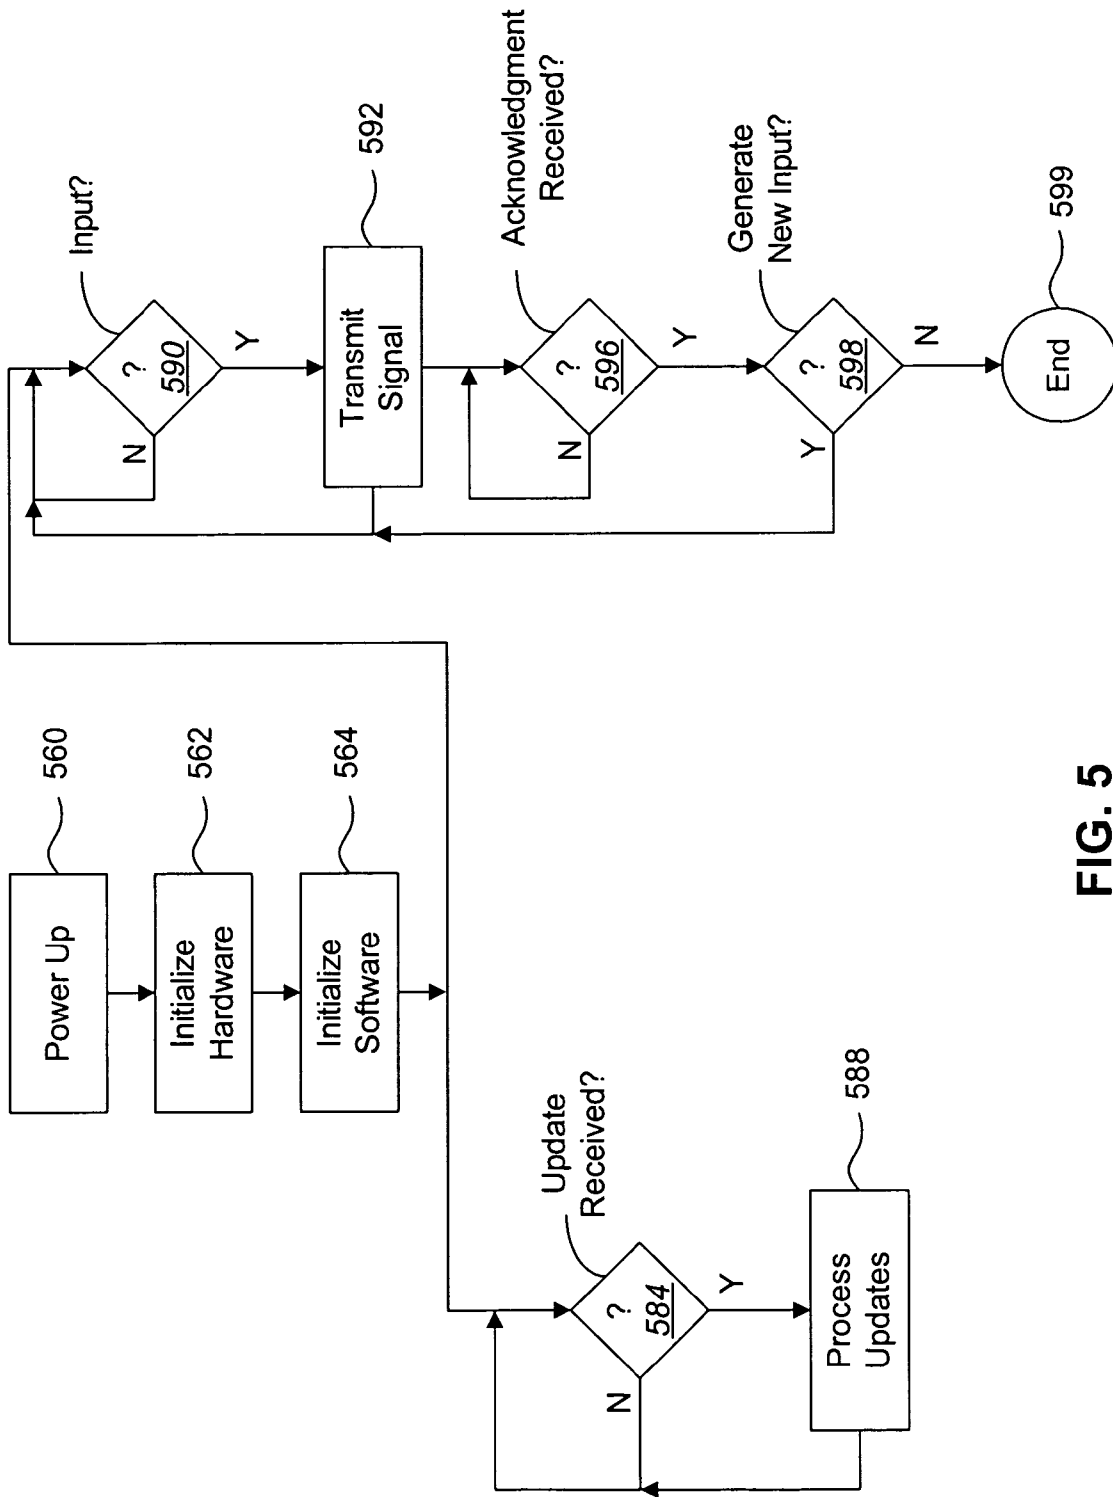 Power Up
560
Initialize
Hardware
562
Initialize
Software
564
Update
Received?
?
584
N
Y
Process
Updates
588
Input?
?
590
N
Y
Transmit
Signal
592
Acknowledgment
Received?
?
596
N
Y
Generate
New Input?
?
598
Y
N
End
599
FIG. 5